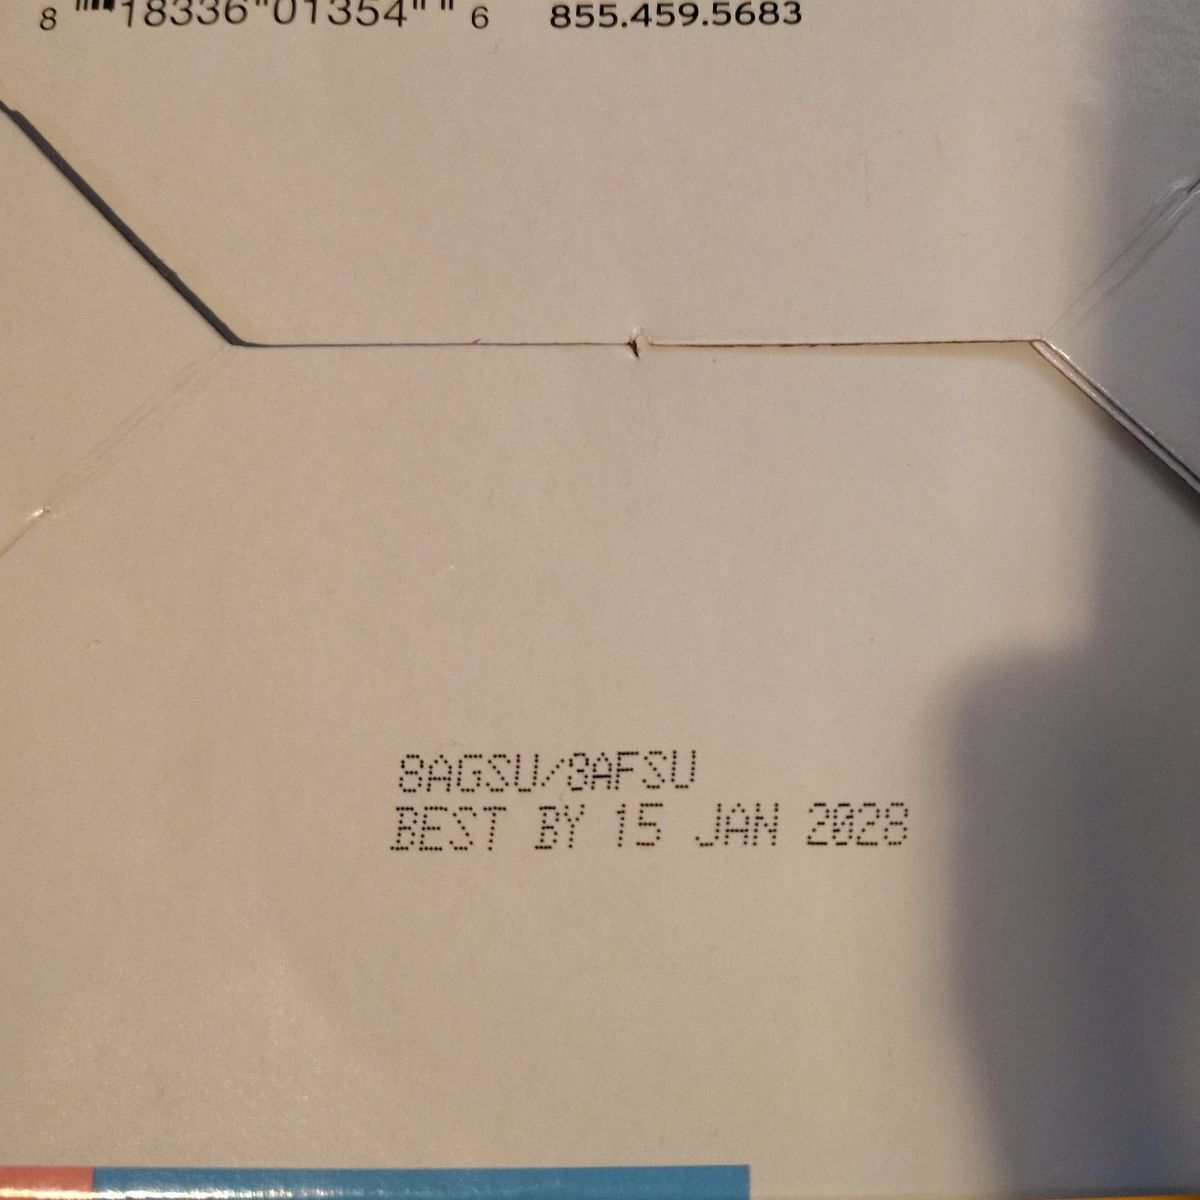 8 18336 01354 6 855.459.5683
8AGSU/8AFSU
BEST BY 15 JAN 2028